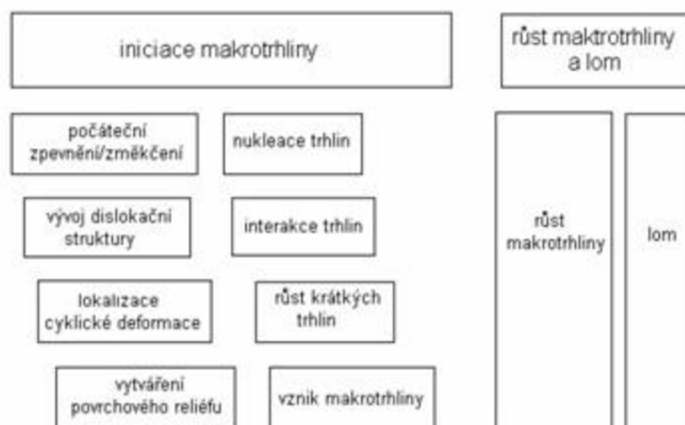 iniciace makrotrhliny
růst maktrotrhliny
a lom
počáteční
zpevnění/změkčení
nukleace trhlin
vývoj dislokační
struktury
interakce trhlin
lokalizace
cyklické deformace
růst krátkých
trhlin
vytváření
povrchového reliéfu
vznik makrotrhliny
růst
makrotrhliny
lom